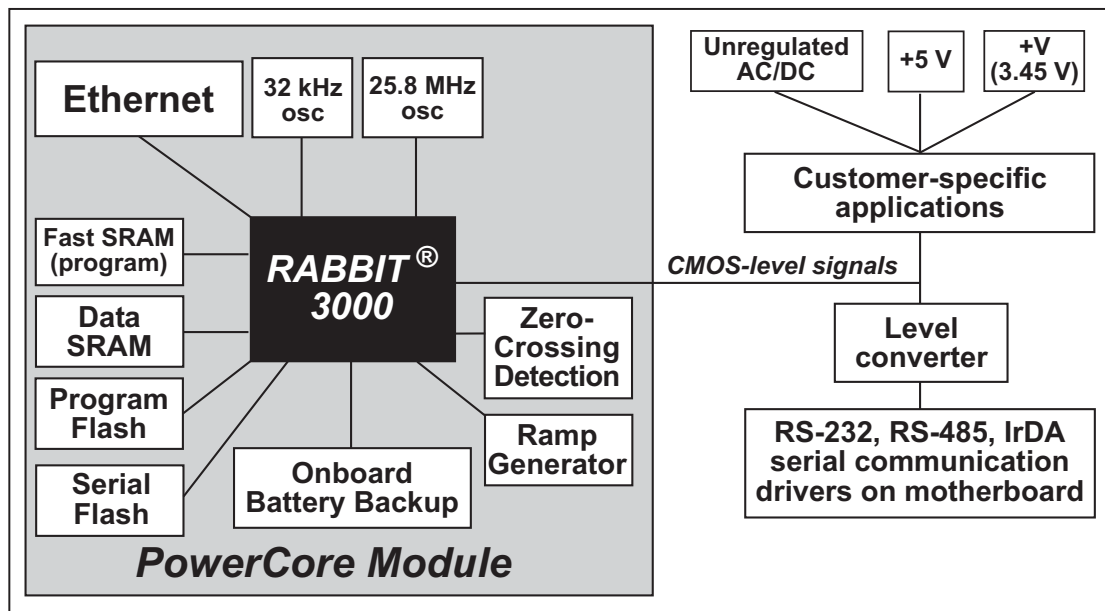 Ethernet
32 kHz
osc
25.8 MHz
osc
Unregulated
AC/DC
+5 V
+V
(3.45 V)
Customer-specific
applications
Fast SRAM
(program)
RABBIT ®
3000
CMOS-level signals
Data
SRAM
Zero-
Crossing
Detection
Level
converter
Program
Flash
Ramp
Generator
RS-232, RS-485, IrDA
serial communication
drivers on motherboard
Serial
Flash
Onboard
Battery Backup
PowerCore Module